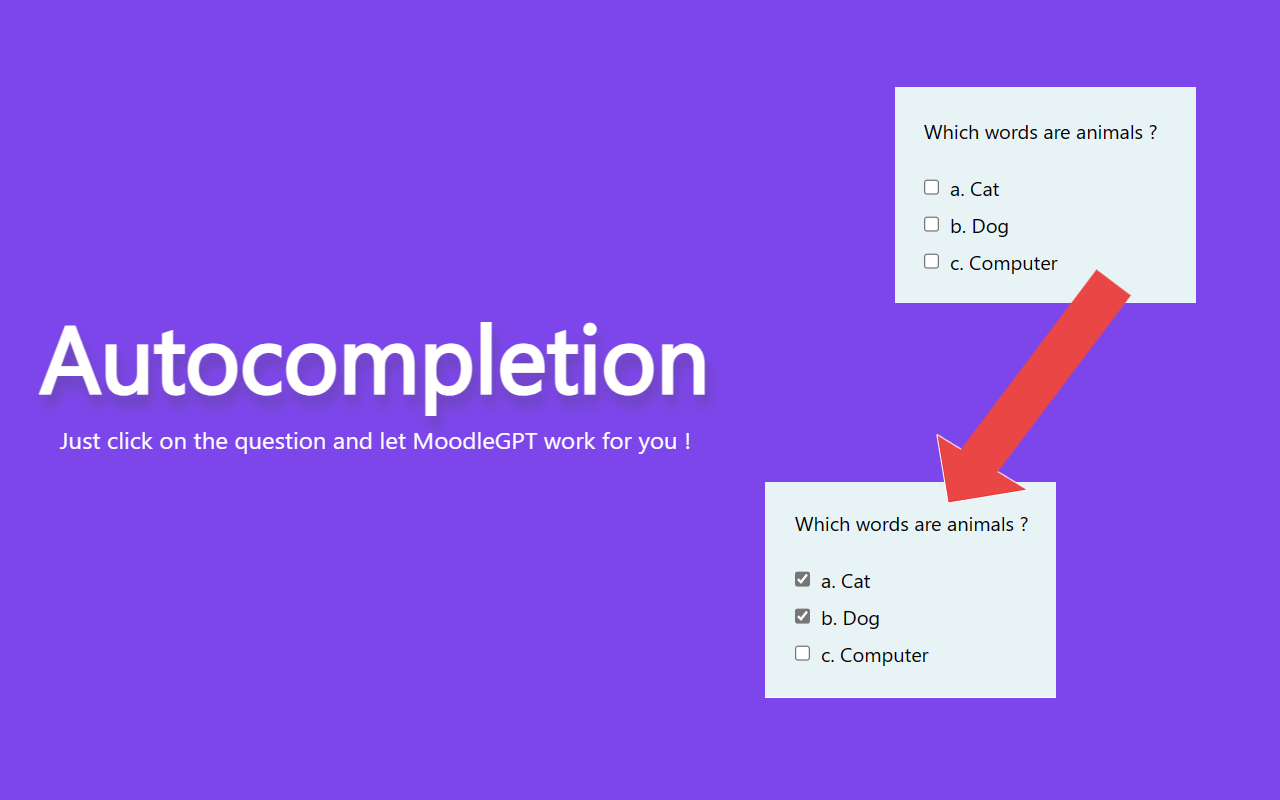 Autocompletion
Just click on the question and let MoodleGPT work for you !
Which words are animals ?
a. Cat
b. Dog
c. Computer
Which words are animals ?
a. Cat
b. Dog
c. Computer